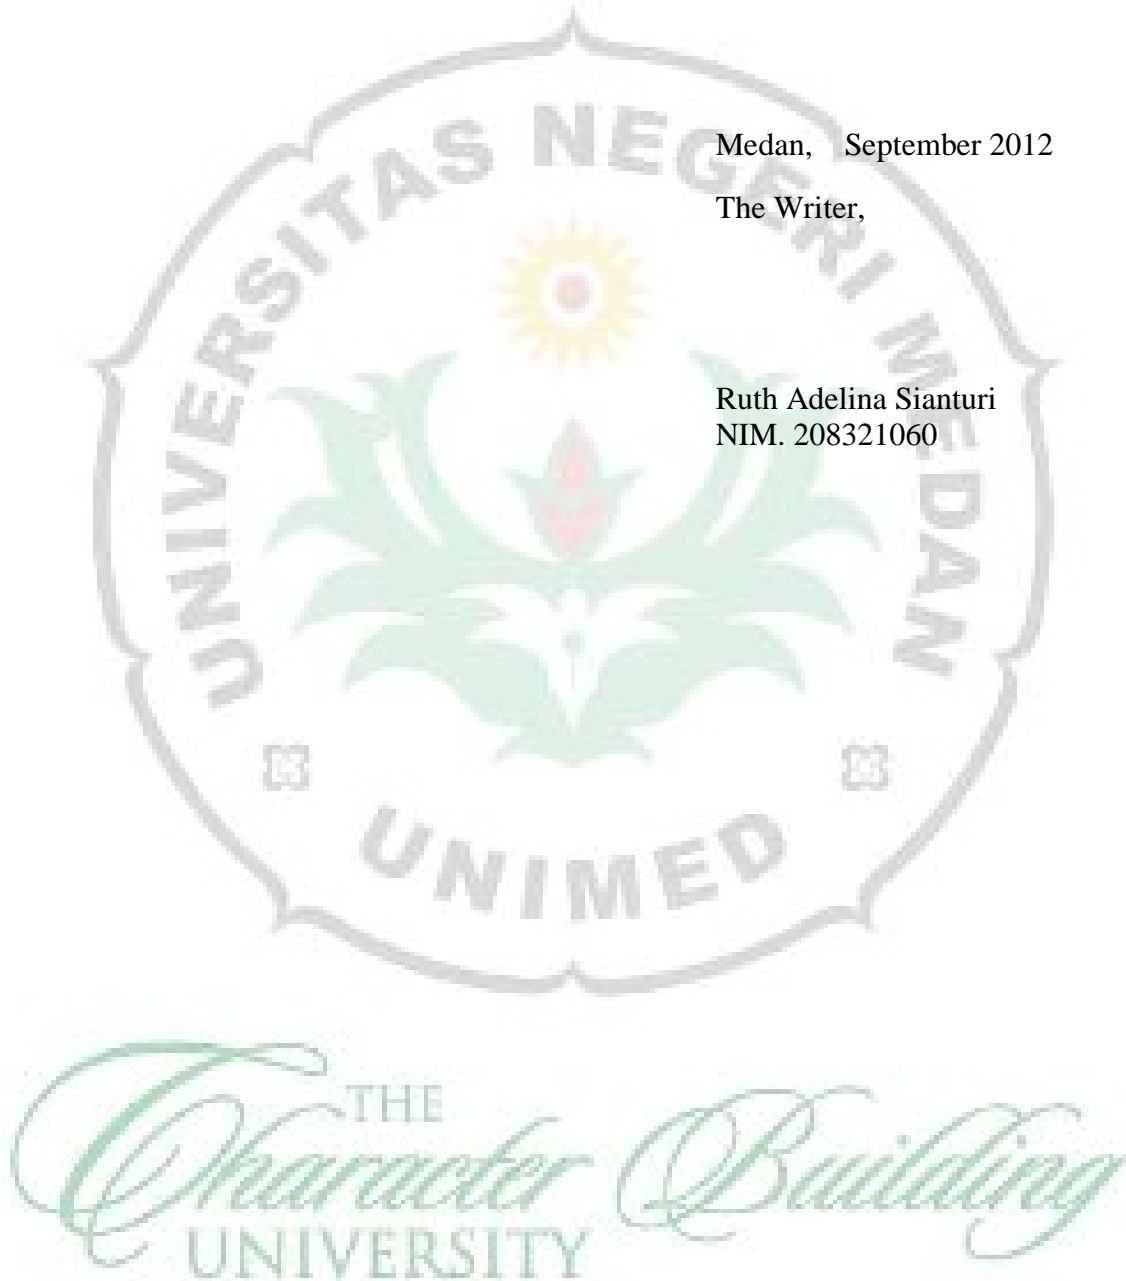 Medan, September 2012
The Writer,
Ruth Adelina Sianturi
NIM. 208321060
UNIVERSITAS NEGERI MEDAN
UNIMED
THE
Character Building
UNIVERSITY